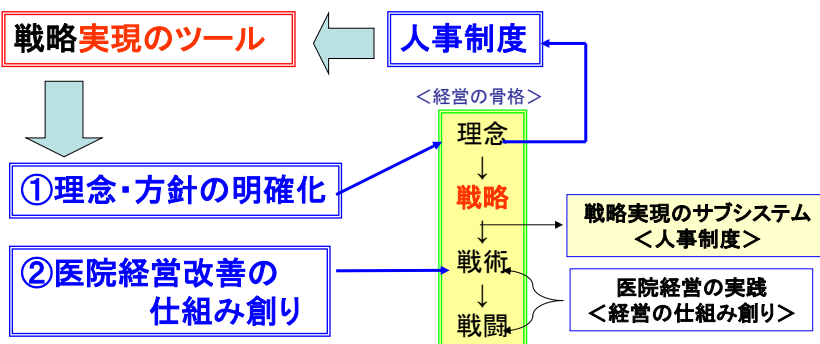 戦略実現のツール
人事制度
＜経営の骨格＞
理念
↓
戦略
↓
戦術
↓
戦闘
①理念・方針の明確化
②医院経営改善の
仕組み創り
戦略実現のサブシステム
＜人事制度＞
医院経営の実践
＜経営の仕組み創り＞